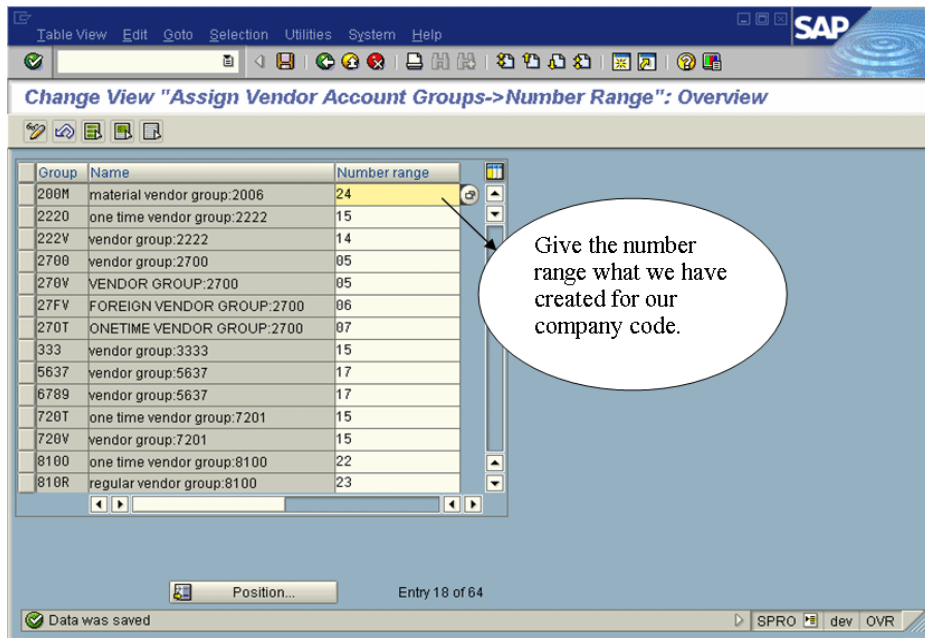 Table View Edit Goto Selection Utilities System Help
SAP
Change View "Assign Vendor Account Groups->Number Range": Overview
Group Name Number range
200M material vendor group:2006 24
2220 one time vendor group:2222 15
222V vendor group:2222 14
2700 vendor group:2700 05
270V VENDOR GROUP:2700 05
27FV FOREIGN VENDOR GROUP:2700 06
270T ONETIME VENDOR GROUP:2700 07
333 vendor group:3333 15
5637 vendor group:5637 17
6789 vendor group:5637 17
720T one time vendor group:7201 15
720V vendor group:7201 15
8100 one time vendor group:8100 22
810R regular vendor group:8100 23
Give the number
range what we have
created for our
company code.
Position... Entry 18 of 64
Data was saved SPRO dev OVR